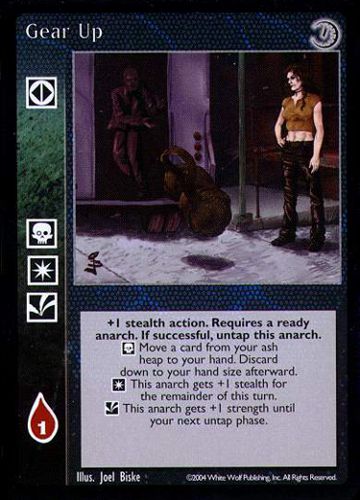 Gear Up
+1 stealth action. Requires a ready
anarch. If successful, untap this anarch.
Move a card from your ash
heap to your hand. Discard
down to your hand size afterward.
This anarch gets +1 stealth for
the remainder of this turn.
This anarch gets +1 strength until
your next untap phase.
1
Illus. Joel Biske
©2004 White Wolf Publishing, Inc. All Rights Reserved.